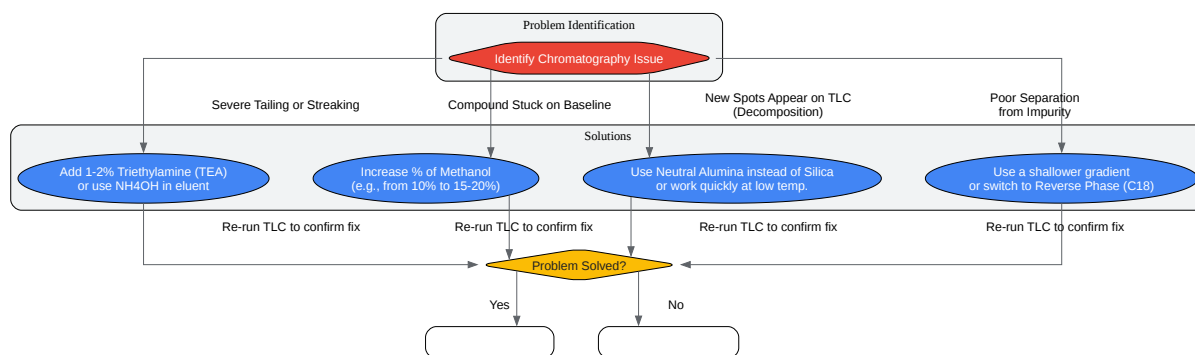 Problem Identification
Identify Chromatography Issue
Severe Tailing or Streaking
Compound Stuck on Baseline
New Spots Appear on TLC
(Decomposition)
Poor Separation
from Impurity
Solutions
Add 1-2% Triethylamine (TEA)
or use NH4OH in eluent
Increase % of Methanol
(e.g., from 10% to 15-20%)
Use Neutral Alumina instead of Silica
or work quickly at low temp.
Use a shallower gradient
or switch to Reverse Phase (C18)
Re-run TLC to confirm fix
Re-run TLC to confirm fix
Re-run TLC to confirm fix
Re-run TLC to confirm fix
Problem Solved?
Yes
No